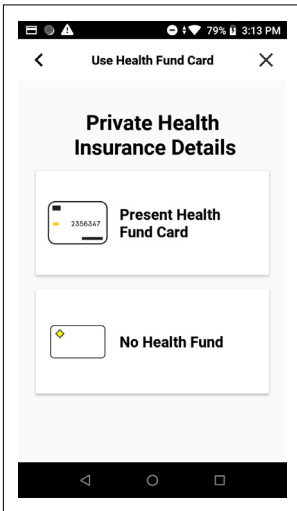 79% 3:13 PM
Use Health Fund Card
Private Health
Insurance Details
2356347
Present Health
Fund Card
No Health Fund